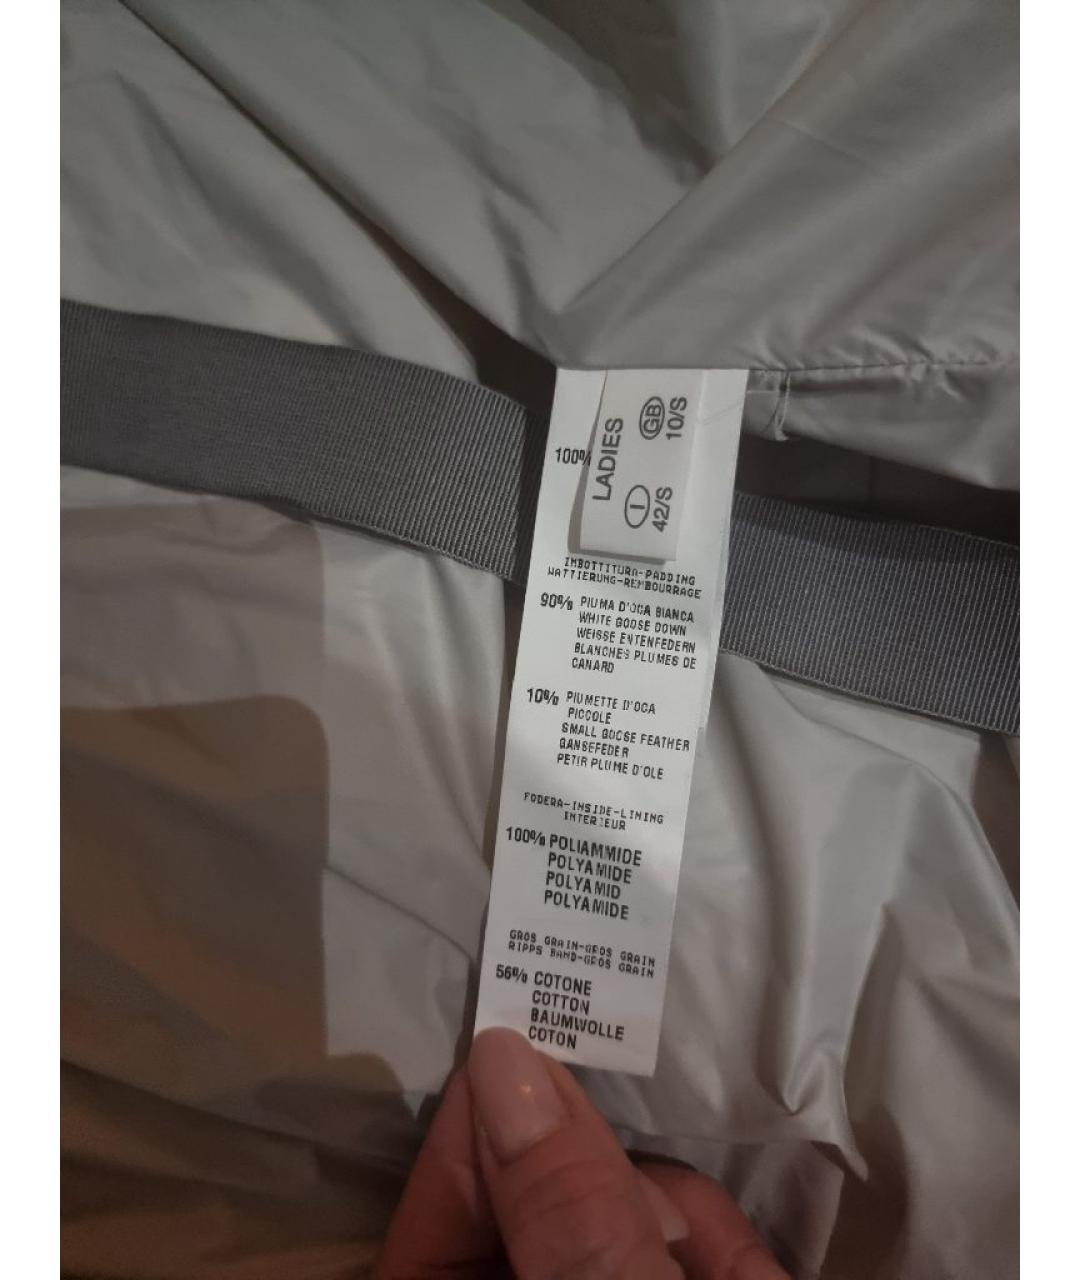 100%
LADIES
I
GB
42/S
10/S
IMBOTTITURA-PADDING
WATTIERUNG-REMBOURRAGE
90% PIUMA D'OCA BIANCA
WHITE GOOSE DOWN
WEISSE ENTENFEDERN
BLANCHES PLUMES DE
CANARD
10% PIUMETTE D'OCA
PICCOLE
SMALL GOOSE FEATHER
GANSEFEDER
PETIR PLUME D'OLE
FODERA-INSIDE-LINING
INTERIEUR
100% POLIAMMIDE
POLYAMIDE
POLYAMID
POLYAMIDE
GROS GRAIN-GROS GRAIN
RIPPS BAND-GROS GRAIN
56% COTONE
COTTON
BAUMWOLLE
COTON